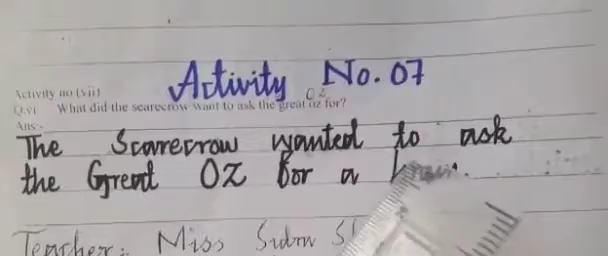 Activity No. 07
Activity no (vii)
Oz
Q.vi What did the scarecrow want to ask the great oz for?
Ans:-
The Scarecrow wanted to ask
the Great OZ for a
Teacher: Miss